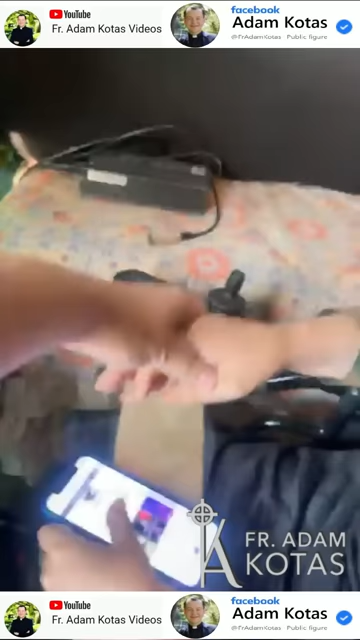 YouTube
Fr. Adam Kotas Videos
facebook
Adam Kotas
@FrAdamKotas · Public figure
FR. ADAM
KOTAS
YouTube
Fr. Adam Kotas Videos
facebook
Adam Kotas
@FrAdamKotas · Public figure